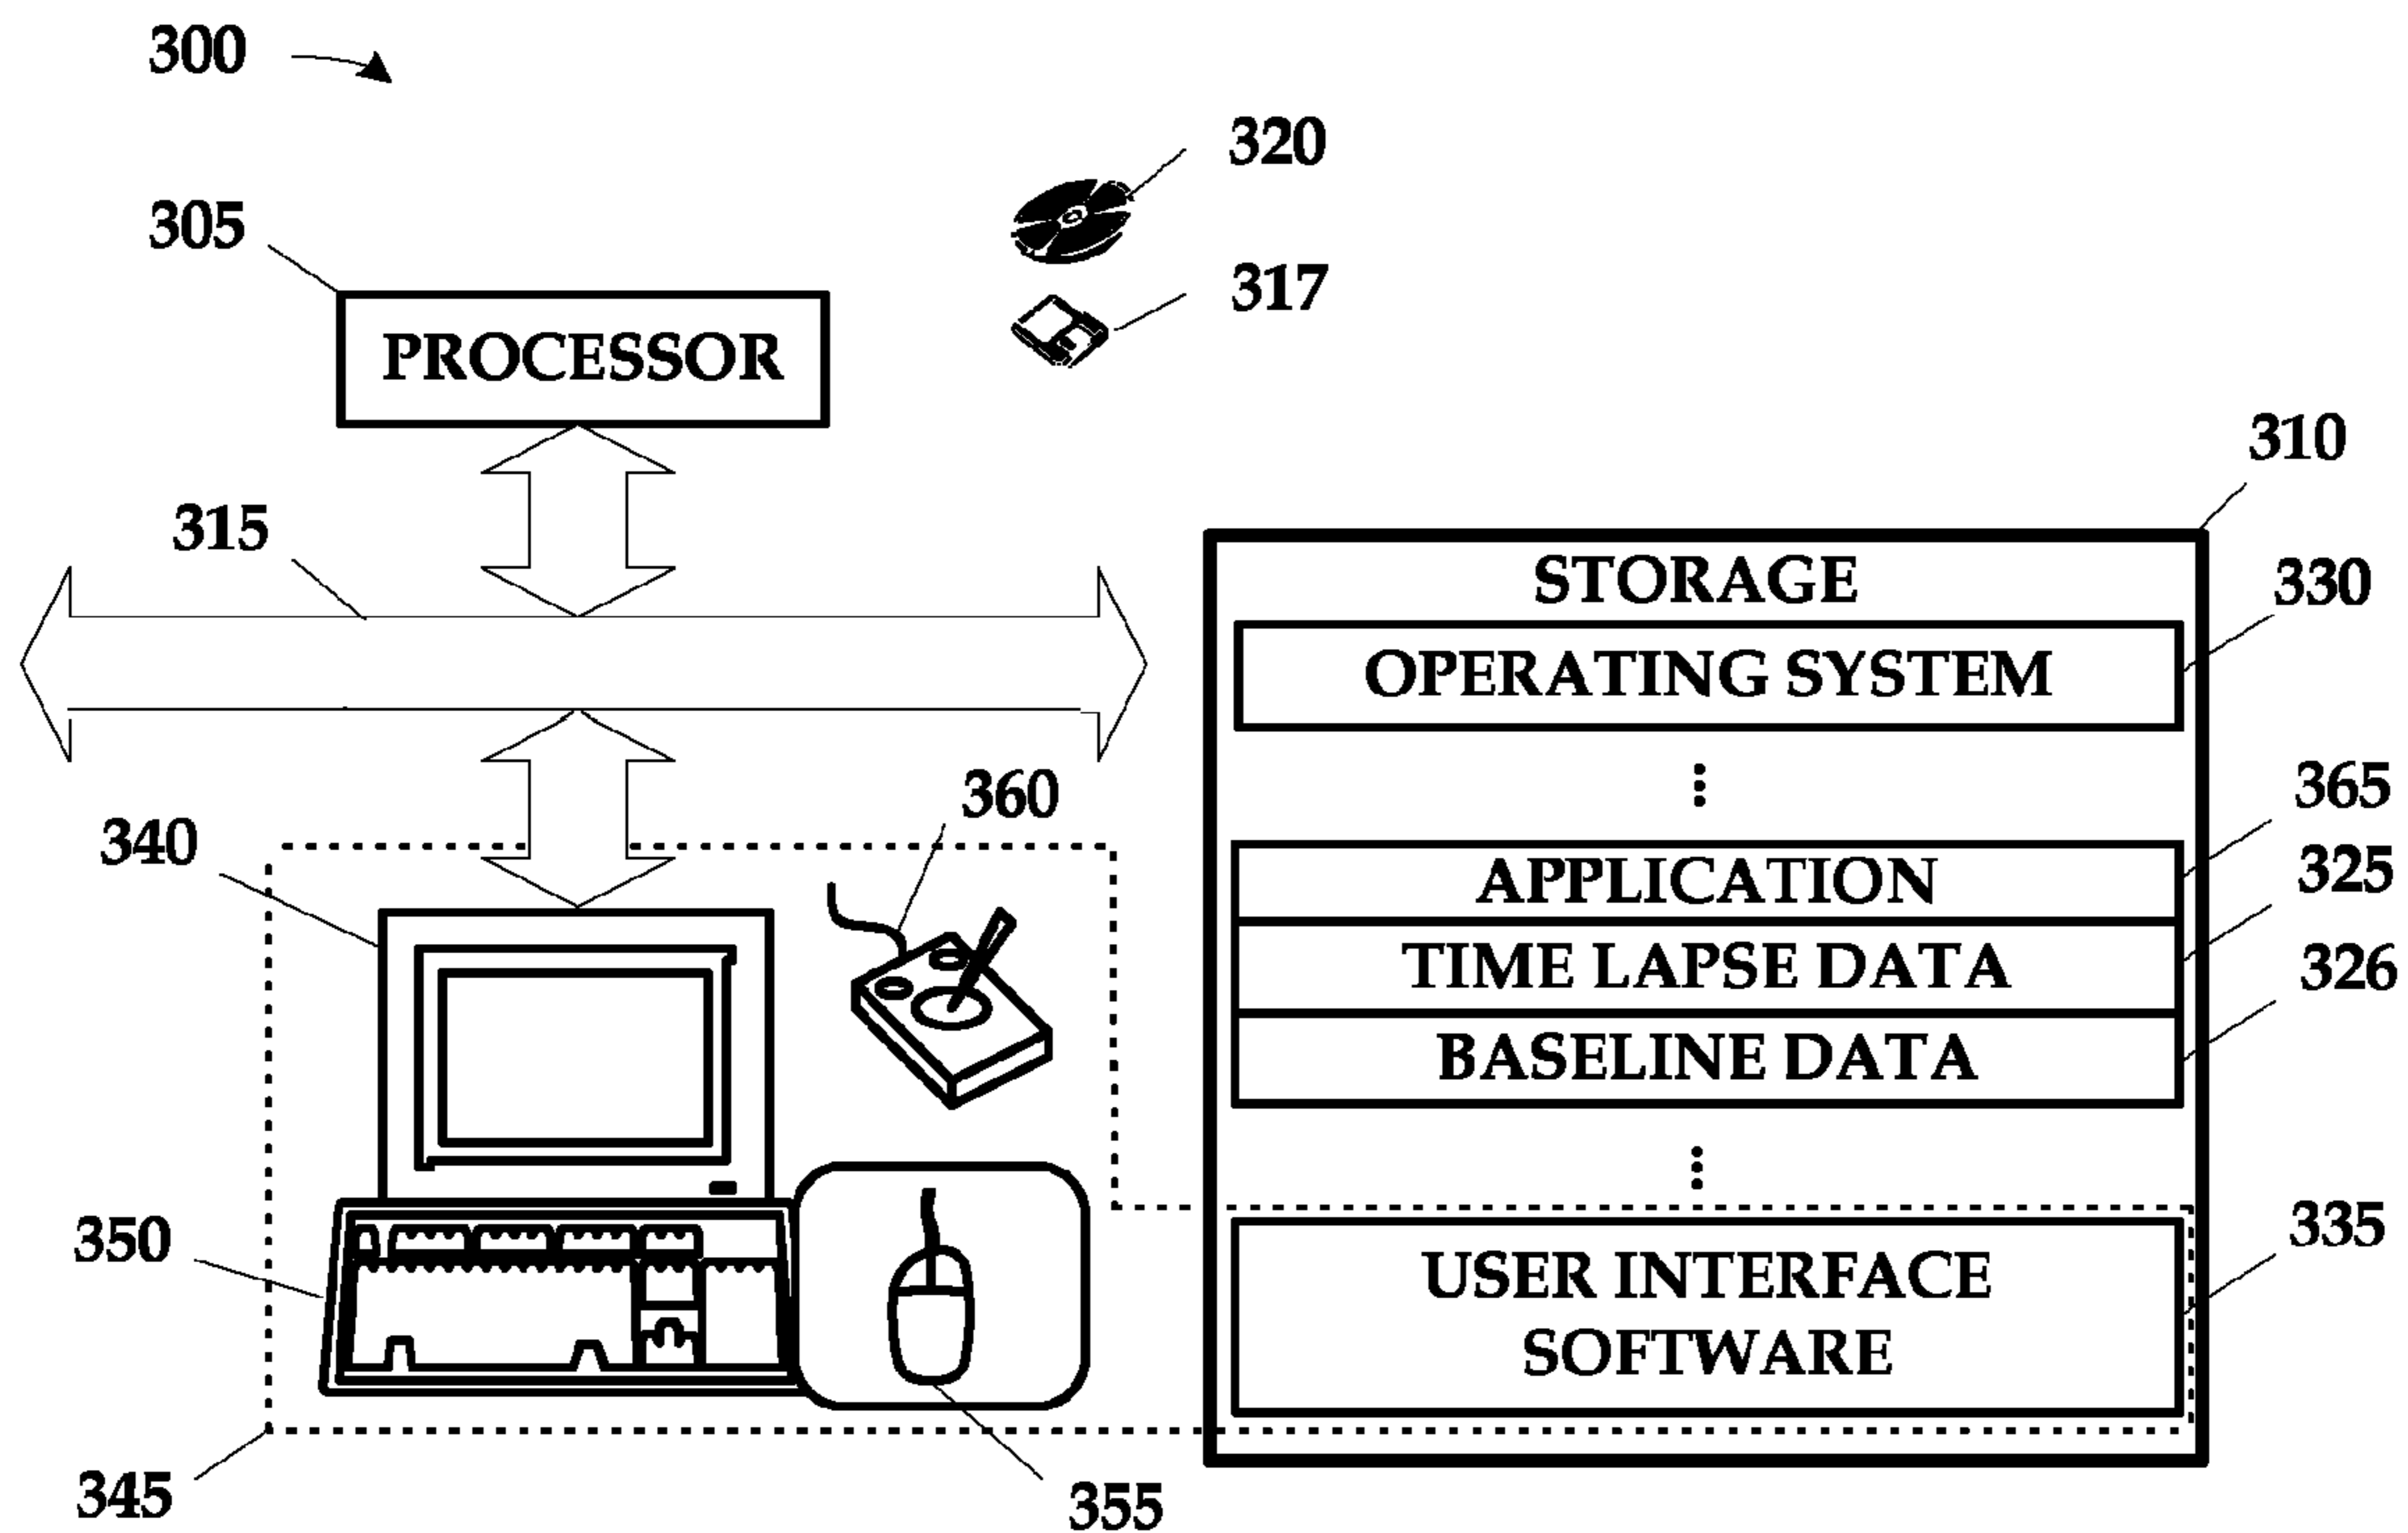 300
320
305
317
PROCESSOR
310
315
STORAGE
330
OPERATING SYSTEM
360
365
340
APPLICATION
325
TIME LAPSE DATA
326
BASELINE DATA
350
335
USER INTERFACE
SOFTWARE
345
355